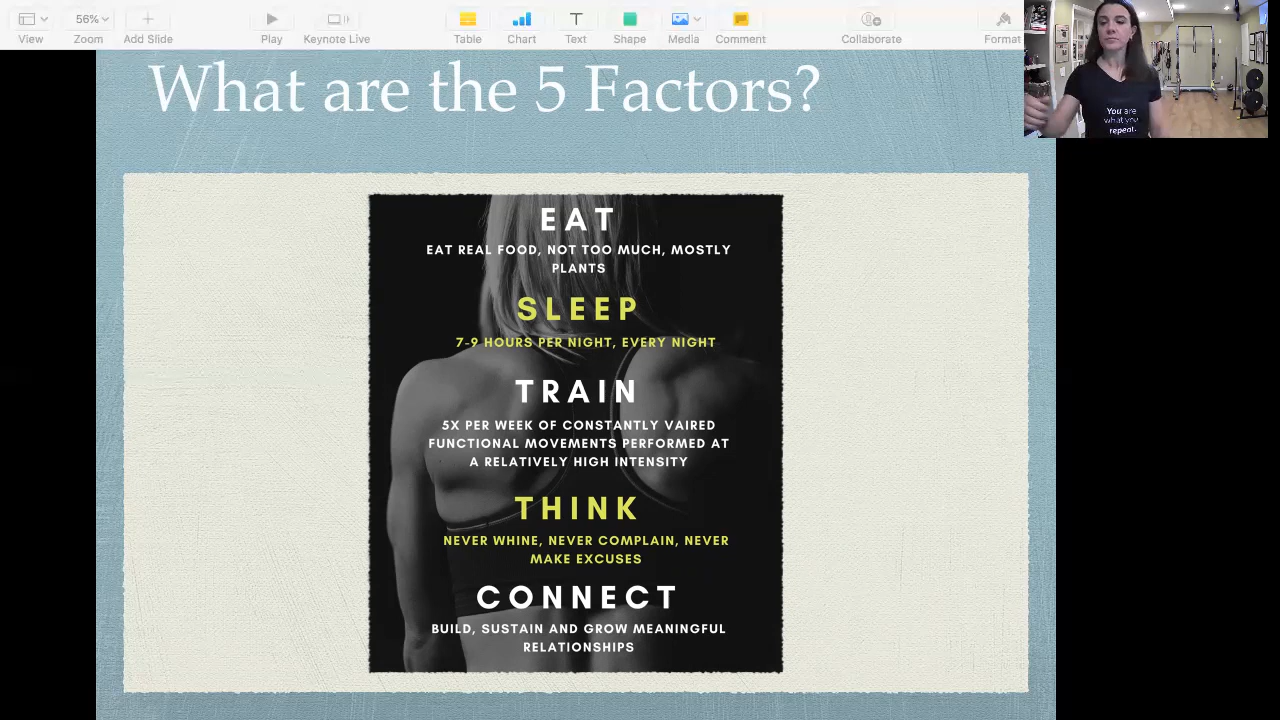 View
56%
Zoom
Add Slide
Play
Keynote Live
Table
Chart
Text
Shape
Media
Comment
Collaborate
Format
What are the 5 Factors?
EAT
EAT REAL FOOD, NOT TOO MUCH, MOSTLY
PLANTS
SLEEP
7-9 HOURS PER NIGHT, EVERY NIGHT
TRAIN
5X PER WEEK OF CONSTANTLY VAIRED
FUNCTIONAL MOVEMENTS PERFORMED AT
A RELATIVELY HIGH INTENSITY
THINK
NEVER WHINE, NEVER COMPLAIN, NEVER
MAKE EXCUSES
CONNECT
BUILD, SUSTAIN AND GROW MEANINGFUL
RELATIONSHIPS
You are
what you
repeat.